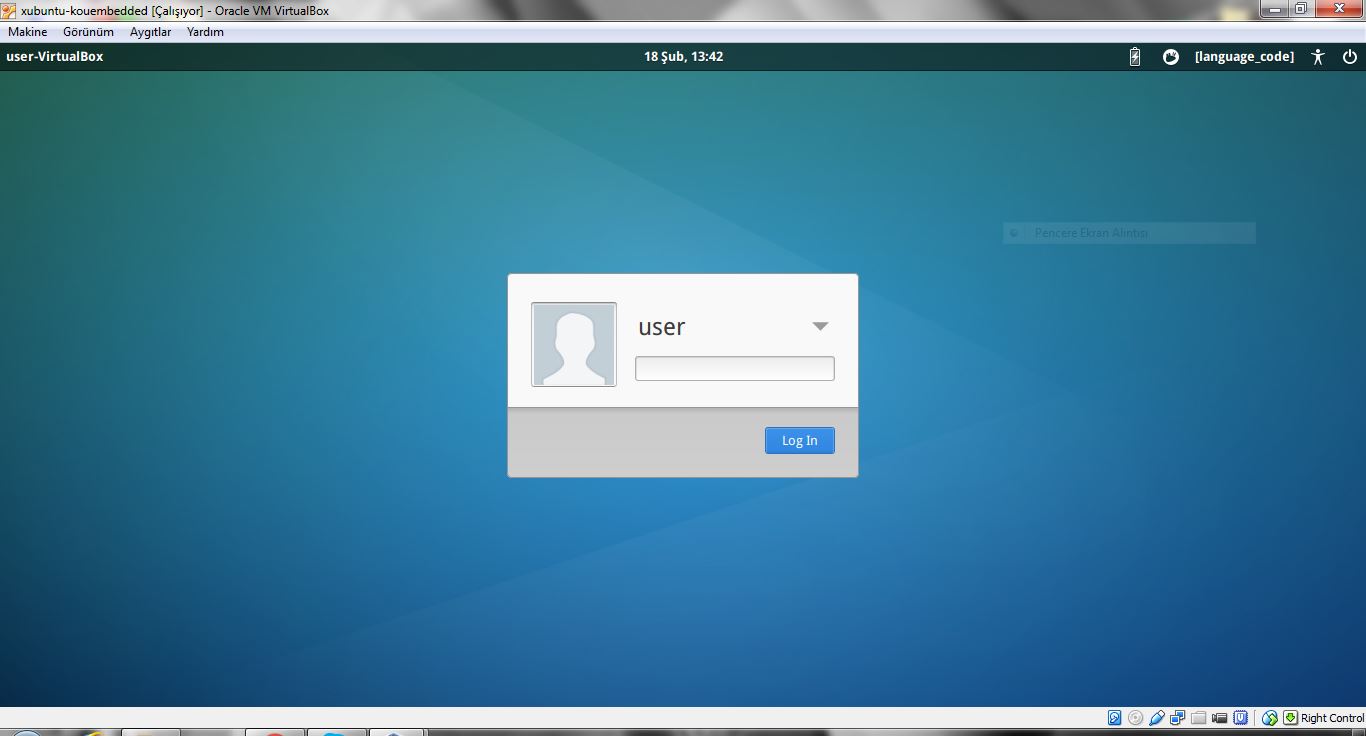 xubuntu-kouembedded [Çalışıyor] - Oracle VM VirtualBox
Makine Görünüm Aygıtlar Yardım
user-VirtualBox 18 Şub, 13:42 [language_code]
Pencere Ekran Alıntısı
user
Log In
Right Control